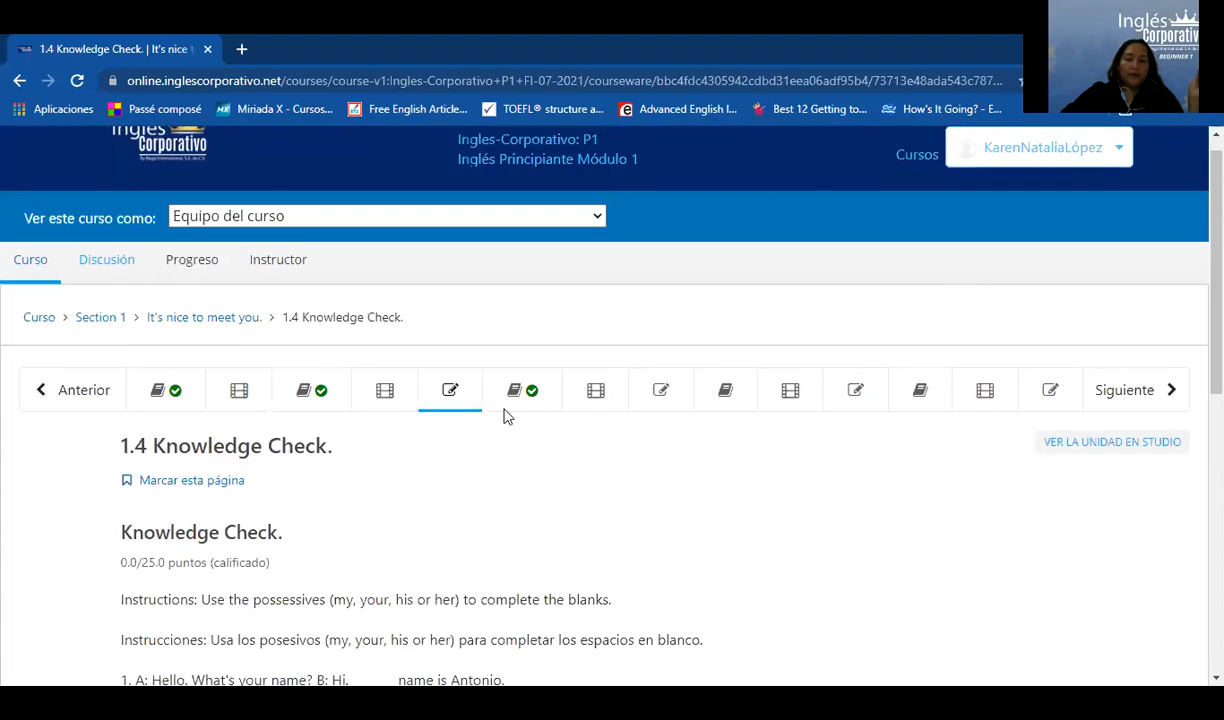 1.4 Knowledge Check. | It's nice t
Inglés
Corporativo
BEGINNER 1
online.inglescorporativo.net/courses/course-v1:Ingles-Corporativo+P1+FI-07-2021/courseware/bbc4fdc4305942cdbd31eea06adf95b4/73713e48ada543c787...
Aplicaciones Passé composé Miriada X - Cursos... Free English Article... TOEFL® structure a... Advanced English l... Best 12 Getting to... How's It Going? - E...
Inglés
Corporativo
Ingles-Corporativo: P1
Inglés Principiante Módulo 1
Cursos KarenNataliaLópez
Ver este curso como: Equipo del curso
Curso Discusión Progreso Instructor
Curso > Section 1 > It's nice to meet you. > 1.4 Knowledge Check.
Anterior Siguiente
1.4 Knowledge Check.
VER LA UNIDAD EN STUDIO
Marcar esta página
Knowledge Check.
0.0/25.0 puntos (calificado)
Instructions: Use the possessives (my, your, his or her) to complete the blanks.
Instrucciones: Usa los posesivos (my, your, his or her) para completar los espacios en blanco.
1. A: Hello. What's your name? B: Hi. name is Antonio.